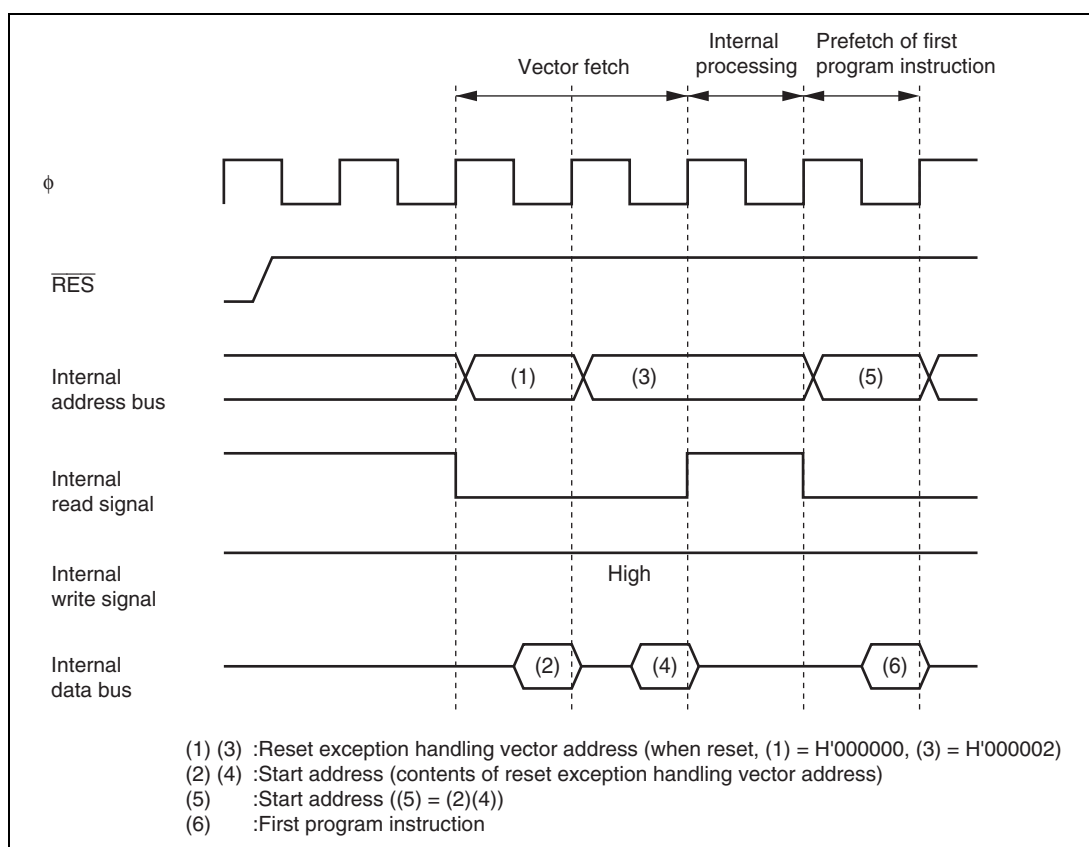 Vector fetch
Internal
processing
Prefetch of first
program instruction
ϕ
RES
Internal
address bus
(1)
(3)
(5)
Internal
read signal
Internal
write signal
High
Internal
data bus
(2)
(4)
(6)
(1) (3) :Reset exception handling vector address (when reset, (1) = H'000000, (3) = H'000002)
(2) (4) :Start address (contents of reset exception handling vector address)
(5) :Start address ((5) = (2)(4))
(6) :First program instruction